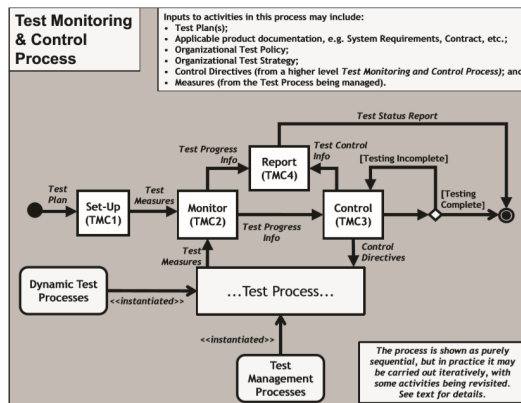 Test Monitoring
& Control
Process
Inputs to activities in this process may include:
• Test Plan(s);
• Applicable product documentation, e.g. System Requirements, Contract, etc.;
• Organizational Test Policy;
• Organizational Test Strategy;
• Control Directives (from a higher level Test Monitoring and Control Process); and
• Measures (from the Test Process being managed).
Test Status Report
Test Progress
Info
Report
(TMC4)
Test Control
Info
[Testing Incomplete]
Test
Plan
Set-Up
(TMC1)
Test
Measures
Monitor
(TMC2)
Test Progress
Info
Control
(TMC3)
[Testing
Complete]
Test
Measures
Control
Directives
Dynamic Test
Processes
<<instantiated>>
...Test Process...
<<instantiated>>
Test
Management
Processes
The process is shown as purely
sequential, but in practice it may
be carried out iteratively, with
some activities being revisited.
See text for details.